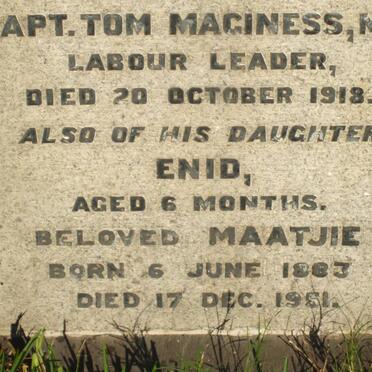 APT. TOM MAGINESS, M
LABOUR LEADER,
DIED 20 OCTOBER 1918.
ALSO OF HIS DAUGHTER
ENID,
AGED 6 MONTHS.
BELOVED MAATJIE
BORN 6 JUNE 1883
DIED 17 DEC. 1951.